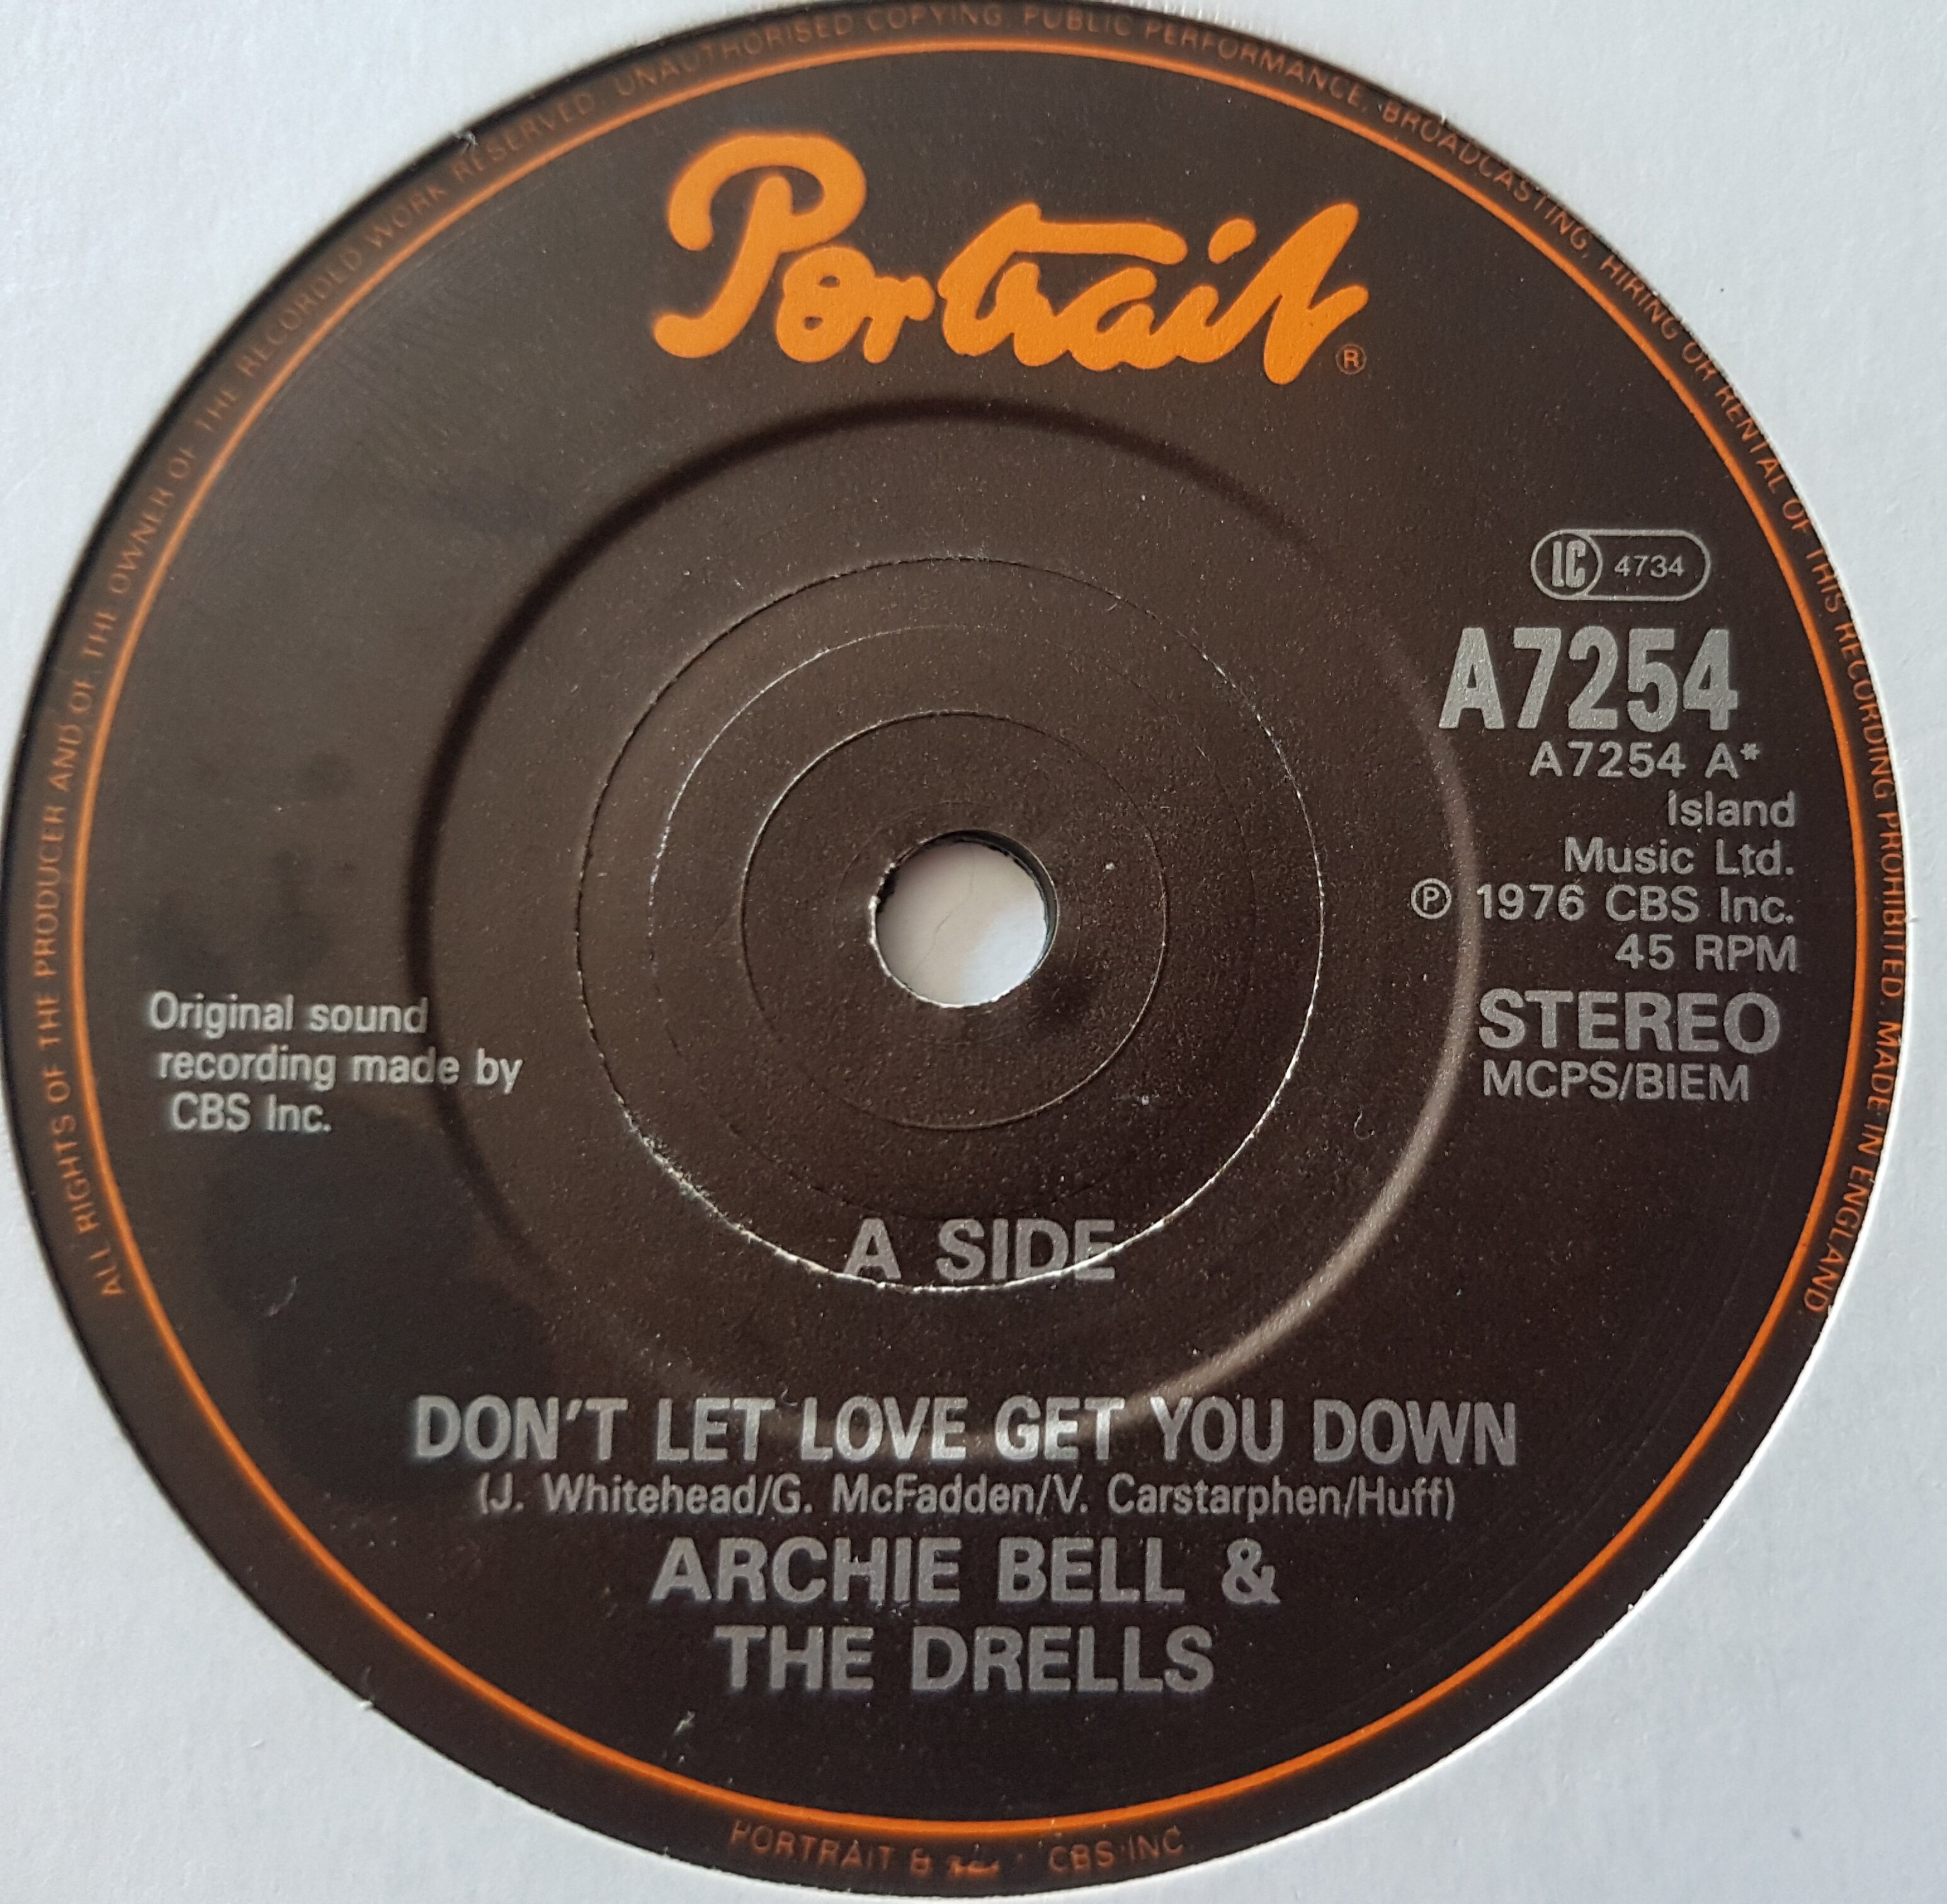 ALL RIGHTS OF THE PRODUCER AND OF THE OWNER OF THE RECORDED WORK RESERVED. UNAUTHORISED COPYING, PUBLIC PERFORMANCE, BROADCASTING, HIRING OR RENTAL OF THIS RECORDING PROHIBITED. MADE IN ENGLAND
Portrait®
LC 4734
A7254
A7254 A*
Island
Music Ltd.
℗ 1976 CBS Inc.
45 RPM
STEREO
MCPS/BIEM
Original sound
recording made by
CBS Inc.
A SIDE
DON'T LET LOVE GET YOU DOWN
(J. Whitehead/G. McFadden/V. Carstarphen/Huff)
ARCHIE BELL &
THE DRELLS
PORTRAIT & CBS INC.